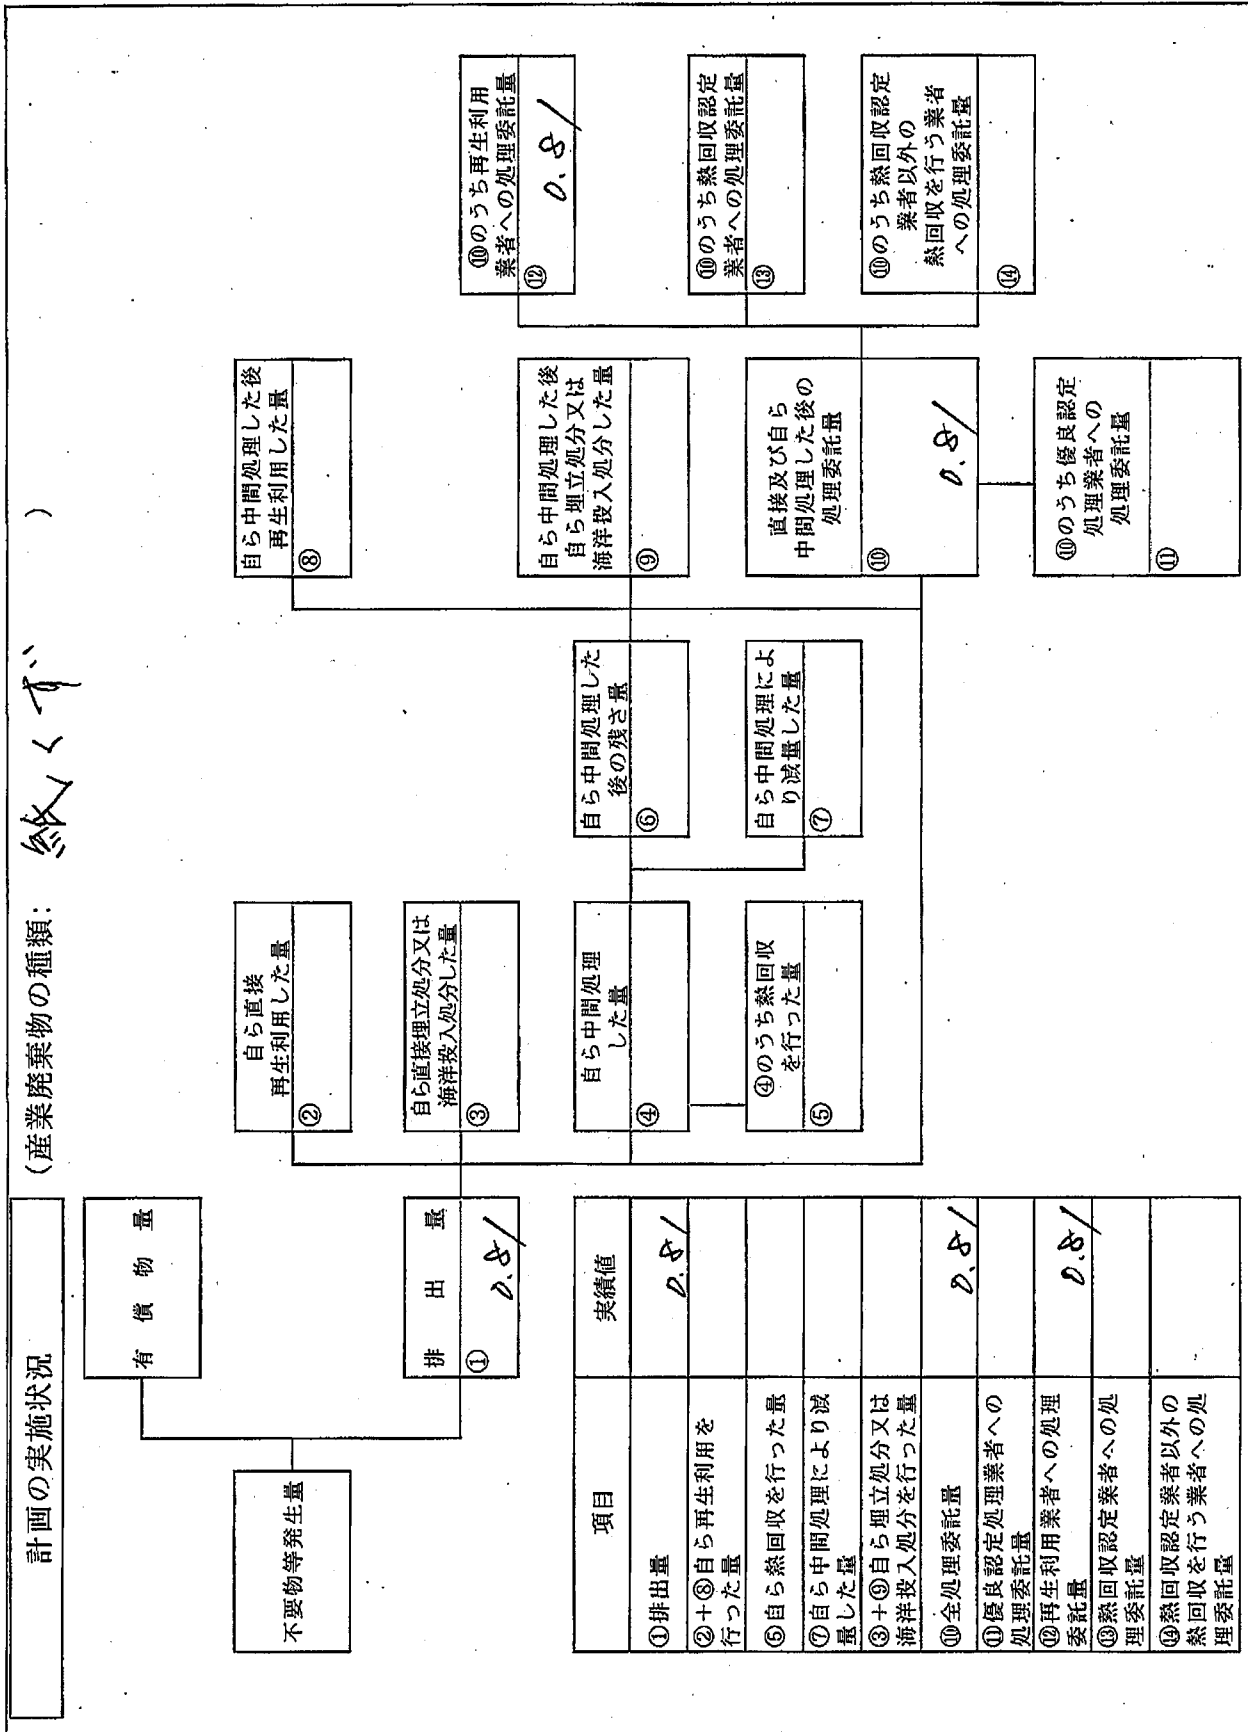 計画の実施状況
(産業廃棄物の種類: 紙くず )
不要物等発生量
有償物量
排出量
①
0.81
自ら直接
再生利用した量
②
自ら直接埋立処分又は
海洋投入処分した量
③
自ら中間処理
した量
④
④のうち熱回収
を行った量
⑤
自ら中間処理した
後の残さ量
⑥
自ら中間処理によ
り減量した量
⑦
自ら中間処理した後
再生利用した量
⑧
自ら中間処理した後
自ら埋立処分又は
海洋投入処分した量
⑨
直接及び自ら
中間処理した後の
処理委託量
⑩
0.81
⑩のうち優良認定
処理業者への
処理委託量
⑪
⑩のうち再生利用
業者への処理委託量
⑫
0.81
⑩のうち熱回収認定
業者への処理委託量
⑬
⑩のうち熱回収認定
業者以外の
熱回収を行う業者
への処理委託量
⑭
項目 実績値
①排出量 0.81
②+⑧自ら再生利用を
行った量
⑤自ら熱回収を行った量
⑦自ら中間処理により減
量した量
③+⑨自ら埋立処分又は
海洋投入処分を行った量
⑩全処理委託量 0.81
⑪優良認定処理業者への
処理委託量
⑫再生利用業者への処理
委託量 0.81
⑬熱回収認定業者への処
理委託量
⑭熱回収認定業者以外の
熱回収を行う業者への処
理委託量